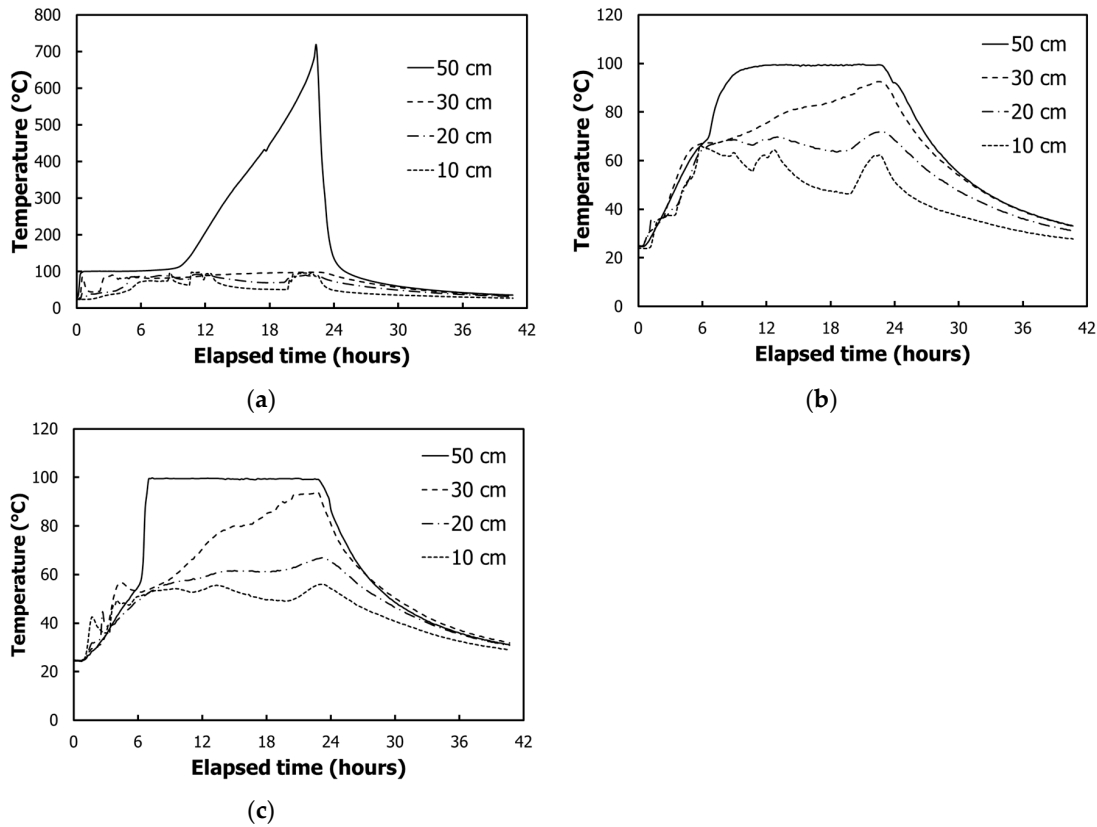 800
700
600
500
400
300
200
100
0
Temperature (°C)
50 cm
30 cm
20 cm
10 cm
0 6 12 18 24 30 36 42
Elapsed time (hours)
(a)
120
100
80
60
40
20
0
Temperature (°C)
50 cm
30 cm
20 cm
10 cm
0 6 12 18 24 30 36 42
Elapsed time (hours)
(b)
120
100
80
60
40
20
0
Temperature (°C)
50 cm
30 cm
20 cm
10 cm
0 6 12 18 24 30 36 42
Elapsed time (hours)
(c)